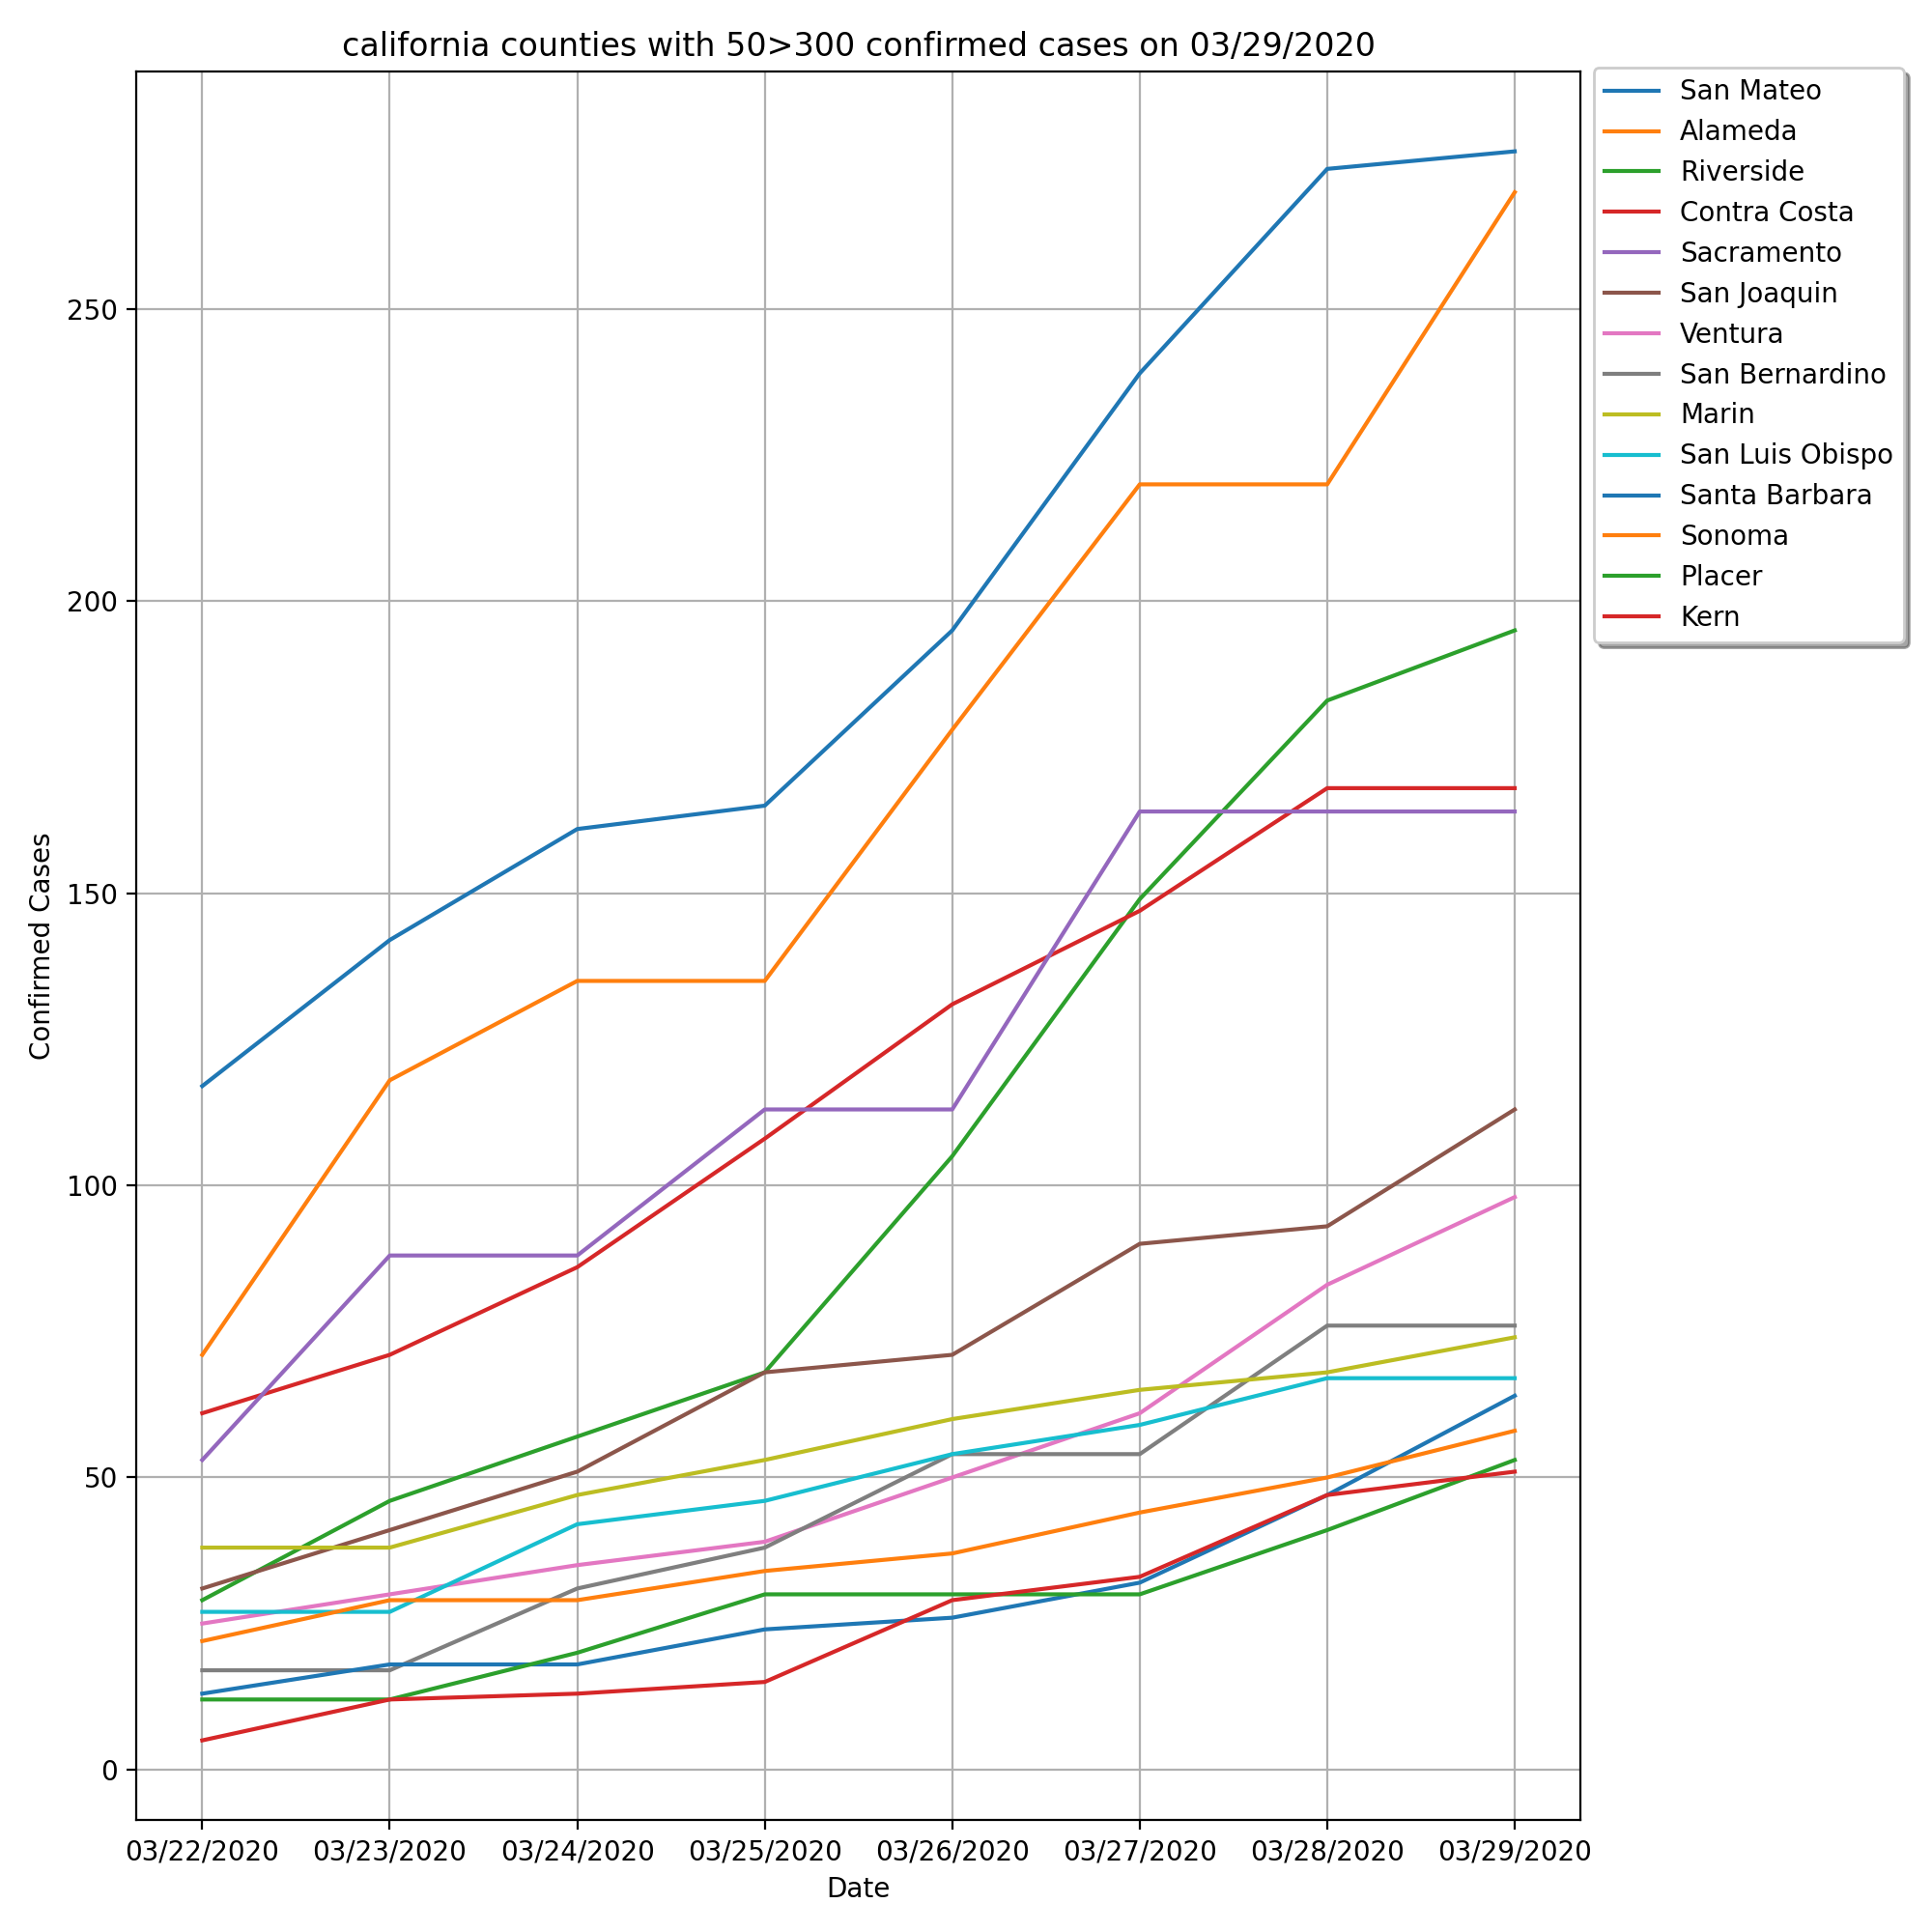 california counties with 50>300 confirmed cases on 03/29/2020
San Mateo
Alameda
Riverside
Contra Costa
Sacramento
San Joaquin
Ventura
San Bernardino
Marin
San Luis Obispo
Santa Barbara
Sonoma
Placer
Kern
Confirmed Cases
250
200
150
100
50
0
03/22/2020 03/23/2020 03/24/2020 03/25/2020 03/26/2020 03/27/2020 03/28/2020 03/29/2020
Date